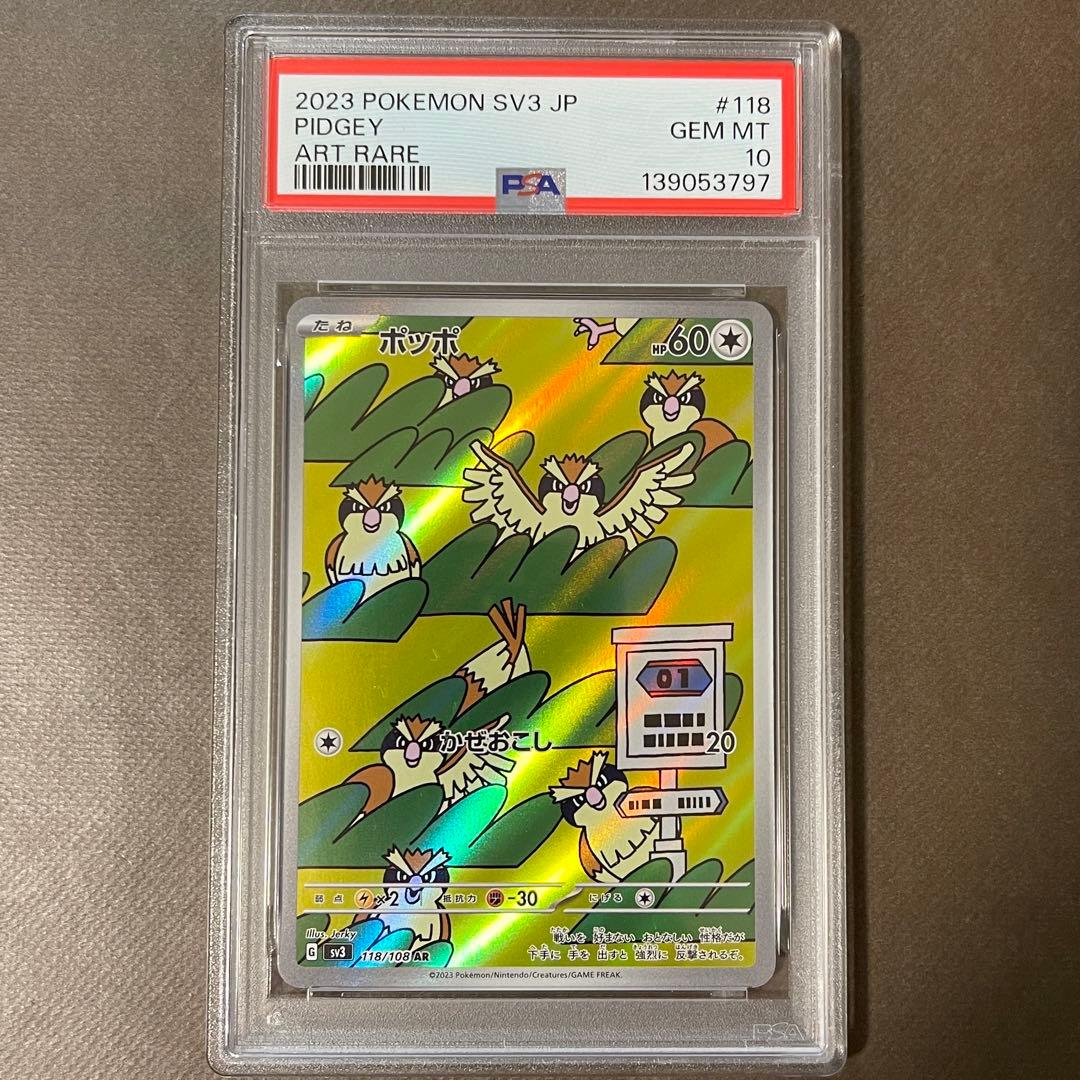 2023 POKEMON SV3 JP #118
PIDGEY GEM MT
ART RARE 10
PSA 139053797
たね ポッポ HP60
01
かぜおこし 20
弱点 ×2 抵抗力 -30 にげる
Illus. Jerky
戦いを 好まない おとなしい 性格だが
下手に 手を 出すと 強烈に 反撃されるぞ。
G sv3 118/108 AR
©2023 Pokémon/Nintendo/Creatures/GAME FREAK.
PSA